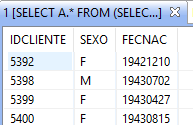 1 [SELECT A.* FROM (SELEC...]
IDCLIENTE SEXO FECNAC
5392 F 19421210
5398 M 19430702
5399 F 19430427
5400 F 19430815